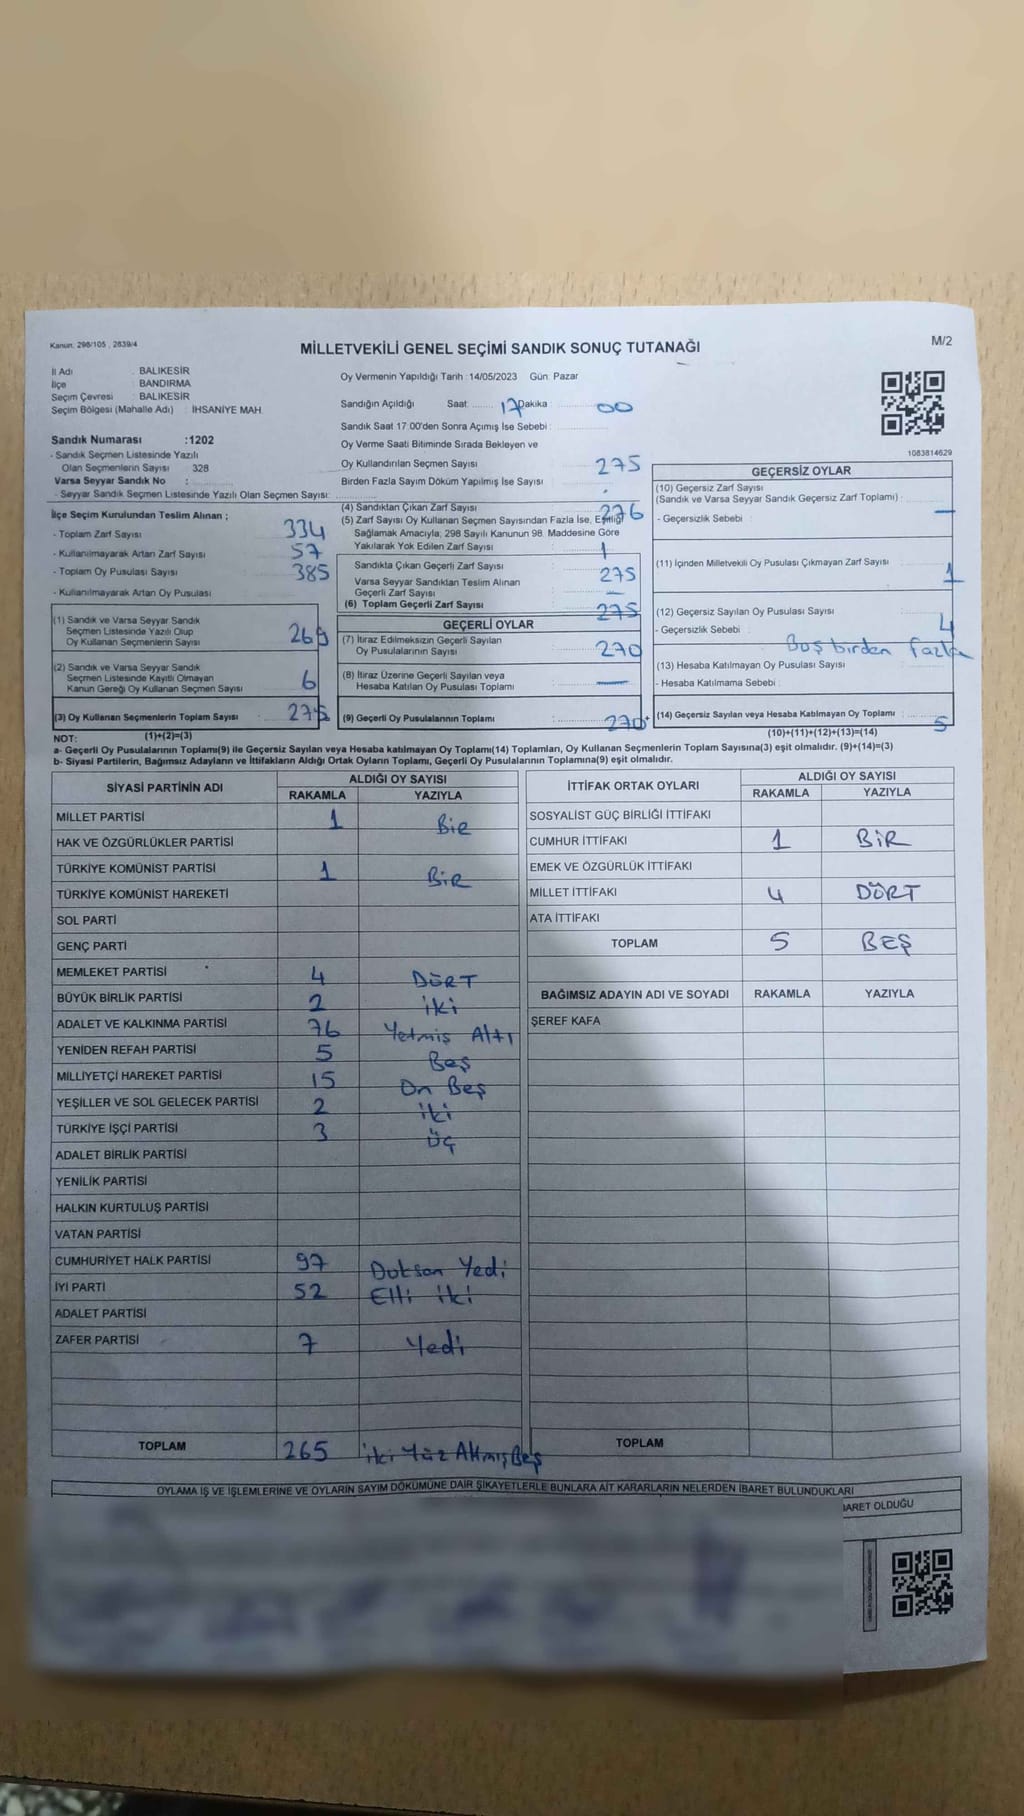 Kanun. 298/105 , 2839/4
MİLLETVEKİLİ GENEL SEÇİMİ SANDIK SONUÇ TUTANAĞI
M/2
İl Adı : BALIKESİR
İlçe : BANDIRMA
Seçim Çevresi : BALIKESİR
Seçim Bölgesi (Mahalle Adı) : İHSANİYE MAH.
Sandık Numarası :1202
- Sandık Seçmen Listesinde Yazılı
Olan Seçmenlerin Sayısı 328
Varsa Seyyar Sandık No :
- Seyyar Sandık Seçmen Listesinde Yazılı Olan Seçmen Sayısı:
Oy Vermenin Yapıldığı Tarih :14/05/2023 Gün: Pazar
Sandığın Açıldığı Saat: 17 Dakika : 00
Sandık Saat 17.00'den Sonra Açımış İse Sebebi :
Oy Verme Saati Bitiminde Sırada Bekleyen ve
Oy Kullandırılan Seçmen Sayısı : 275
Birden Fazla Sayım Döküm Yapılmış İse Sayısı :
1083814629
İlçe Seçim Kurulundan Teslim Alınan ;
- Toplam Zarf Sayısı : 334
- Kullanılmayarak Artan Zarf Sayısı : 57
- Toplam Oy Pusulası Sayısı : 385
- Kullanılmayarak Artan Oy Pusulası
(1) Sandık ve Varsa Seyyar Sandık
Seçmen Listesinde Yazılı Olup
Oy Kullanan Seçmenlerin Sayısı : 269
(2) Sandık ve Varsa Seyyar Sandık
Seçmen Listesinde Kayıtlı Olmayan
Kanun Gereği Oy Kullanan Seçmen Sayısı : 6
(3) Oy Kullanan Seçmenlerin Toplam Sayısı : 275
(4) Sandıktan Çıkan Zarf Sayısı : 276
(5) Zarf Sayısı Oy Kullanan Seçmen Sayısından Fazla İse, Eşitliği
Sağlamak Amacıyla, 298 Sayılı Kanunun 98. Maddesine Göre
Yakılarak Yok Edilen Zarf Sayısı : 1
Sandıkta Çıkan Geçerli Zarf Sayısı : 275
Varsa Seyyar Sandıktan Teslim Alınan
Geçerli Zarf Sayısı : —
(6) Toplam Geçerli Zarf Sayısı : 275
GEÇERLİ OYLAR
(7) İtiraz Edilmeksizin Geçerli Sayılan
Oy Pusulalarının Sayısı : 270
(8) İtiraz Üzerine Geçerli Sayılan veya
Hesaba Katılan Oy Pusulası Toplamı : —
(9) Geçerli Oy Pusulalarının Toplamı : 270
GEÇERSİZ OYLAR
(10) Geçersiz Zarf Sayısı
(Sandık ve Varsa Seyyar Sandık Geçersiz Zarf Toplamı) : —
- Geçersizlik Sebebi :
(11) İçinden Milletvekili Oy Pusulası Çıkmayan Zarf Sayısı : 1
(12) Geçersiz Sayılan Oy Pusulası Sayısı : 4
- Geçersizlik Sebebi : Boş birden fazla
(13) Hesaba Katılmayan Oy Pusulası Sayısı :
- Hesaba Katılmama Sebebi :
(14) Geçersiz Sayılan veya Hesaba Katılmayan Oy Toplamı : 5
NOT: (1)+(2)=(3) (10)+(11)+(12)+(13)=(14)
a- Geçerli Oy Pusulalarının Toplamı(9) ile Geçersiz Sayılan veya Hesaba katılmayan Oy Toplamı(14) Toplamları, Oy Kullanan Seçmenlerin Toplam Sayısına(3) eşit olmalıdır. (9)+(14)=(3)
b- Siyasi Partilerin, Bağımsız Adayların ve İttifakların Aldığı Ortak Oyların Toplamı, Geçerli Oy Pusulalarının Toplamına(9) eşit olmalıdır.
SİYASİ PARTİNİN ADI ALDIĞI OY SAYISI
RAKAMLA YAZIYLA
MİLLET PARTİSİ 1 Bir
HAK VE ÖZGÜRLÜKLER PARTİSİ
TÜRKİYE KOMÜNİST PARTİSİ 1 Bir
TÜRKİYE KOMÜNİST HAREKETİ
SOL PARTİ
GENÇ PARTİ
MEMLEKET PARTİSİ 4 DÖRT
BÜYÜK BİRLİK PARTİSİ 2 iki
ADALET VE KALKINMA PARTİSİ 76 Yetmiş Altı
YENİDEN REFAH PARTİSİ 5 Beş
MİLLİYETÇİ HAREKET PARTİSİ 15 On Beş
YEŞİLLER VE SOL GELECEK PARTİSİ 2 iki
TÜRKİYE İŞÇİ PARTİSİ 3 üç
ADALET BİRLİK PARTİSİ
YENİLİK PARTİSİ
HALKIN KURTULUŞ PARTİSİ
VATAN PARTİSİ
CUMHURİYET HALK PARTİSİ 97 Doksan Yedi
İYİ PARTİ 52 Elli iki
ADALET PARTİSİ
ZAFER PARTİSİ 7 Yedi
TOPLAM 265 iki Yüz Altmış Beş
İTTİFAK ORTAK OYLARI ALDIĞI OY SAYISI
RAKAMLA YAZIYLA
SOSYALİST GÜÇ BİRLİĞİ İTTİFAKI
CUMHUR İTTİFAKI 1 BİR
EMEK VE ÖZGÜRLÜK İTTİFAKI
MİLLET İTTİFAKI 4 DÖRT
ATA İTTİFAKI
TOPLAM 5 BEŞ
BAĞIMSIZ ADAYIN ADI VE SOYADI RAKAMLA YAZIYLA
ŞEREF KAFA
TOPLAM
OYLAMA İŞ VE İŞLEMLERİNE VE OYLARIN SAYIM DÖKÜMÜNE DAİR ŞİKAYETLERLE BUNLARA AİT KARARLARIN NELERDEN İBARET BULUNDUKLARI
İBARET OLDUĞU